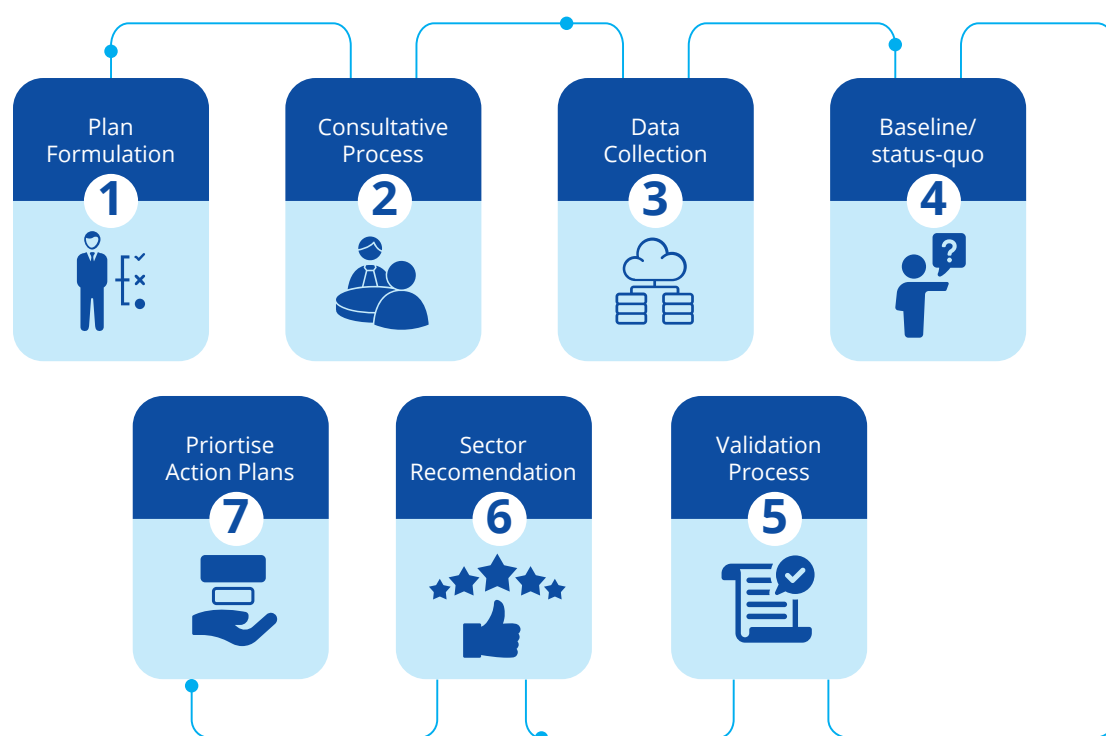 Plan
Formulation
1
Consultative
Process
2
Data
Collection
3
Baseline/
status-quo
4
?
Validation
Process
5
Sector
Recomendation
6
Priortise
Action Plans
7